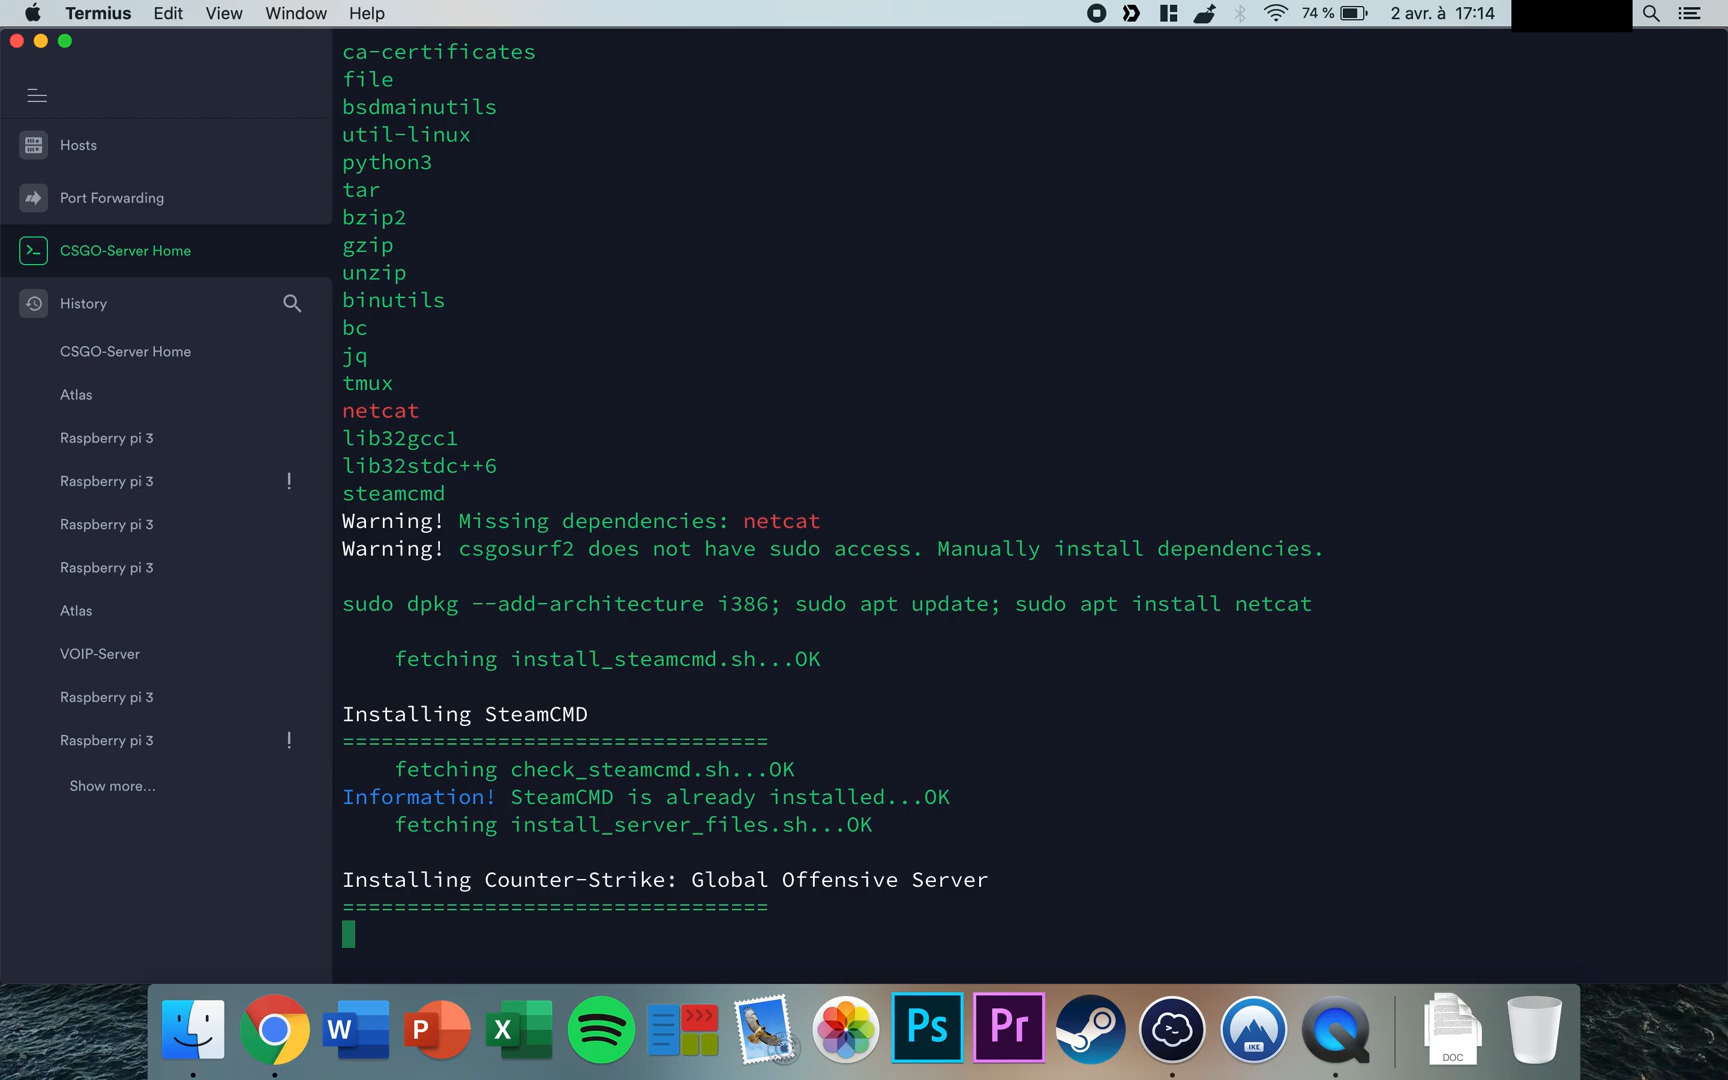 Termius Edit View Window Help 74 % 2 avr. à 17:14
Hosts
Port Forwarding
CSGO-Server Home
History
CSGO-Server Home
Atlas
Raspberry pi 3
Raspberry pi 3 !
Raspberry pi 3
Raspberry pi 3
Atlas
VOIP-Server
Raspberry pi 3
Raspberry pi 3 !
Show more...
ca-certificates
file
bsdmainutils
util-linux
python3
tar
bzip2
gzip
unzip
binutils
bc
jq
tmux
netcat
lib32gcc1
lib32stdc++6
steamcmd
Warning! Missing dependencies: netcat
Warning! csgosurf2 does not have sudo access. Manually install dependencies.
sudo dpkg --add-architecture i386; sudo apt update; sudo apt install netcat
fetching install_steamcmd.sh...OK
Installing SteamCMD
=================================
fetching check_steamcmd.sh...OK
Information! SteamCMD is already installed...OK
fetching install_server_files.sh...OK
Installing Counter-Strike: Global Offensive Server
=================================
W P X Ps Pr IKE DOC